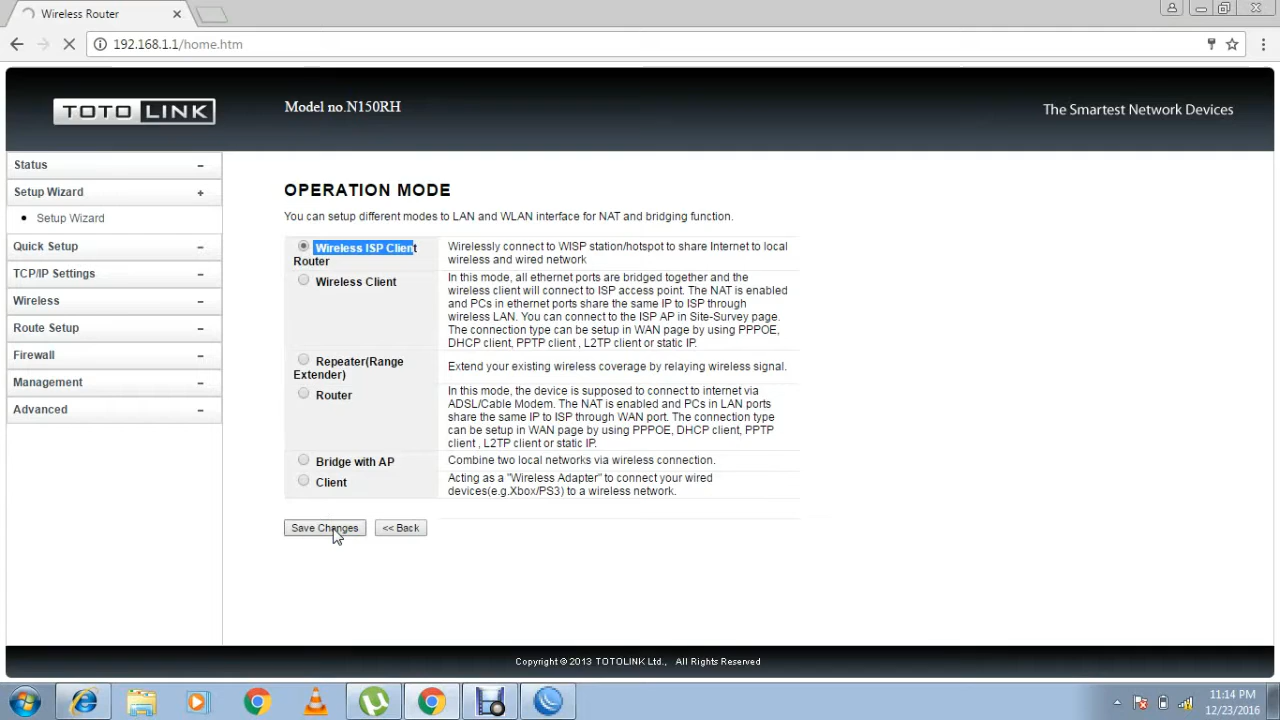 Wireless Router
192.168.1.1/home.htm
TOTO LINK
Model no.N150RH
The Smartest Network Devices
Status
Setup Wizard
Setup Wizard
Quick Setup
TCP/IP Settings
Wireless
Route Setup
Firewall
Management
Advanced
OPERATION MODE
You can setup different modes to LAN and WLAN interface for NAT and bridging function.
Wireless ISP Client
Router
Wirelessly connect to WISP station/hotspot to share Internet to local
wireless and wired network
Wireless Client
In this mode, all ethernet ports are bridged together and the
wireless client will connect to ISP access point. The NAT is enabled
and PCs in ethernet ports share the same IP to ISP through
wireless LAN. You can connect to the ISP AP in Site-Survey page.
The connection type can be setup in WAN page by using PPPOE,
DHCP client, PPTP client , L2TP client or static IP.
Repeater(Range
Extender)
Extend your existing wireless coverage by relaying wireless signal.
Router
In this mode, the device is supposed to connect to internet via
ADSL/Cable Modem. The NAT is enabled and PCs in LAN ports
share the same IP to ISP through WAN port. The connection type
can be setup in WAN page by using PPPOE, DHCP client, PPTP
client , L2TP client or static IP.
Bridge with AP
Combine two local networks via wireless connection.
Client
Acting as a "Wireless Adapter" to connect your wired
devices(e.g.Xbox/PS3) to a wireless network.
Save Changes
<< Back
Copyright © 2013 TOTOLINK Ltd., All Rights Reserved
11:14 PM
12/23/2016